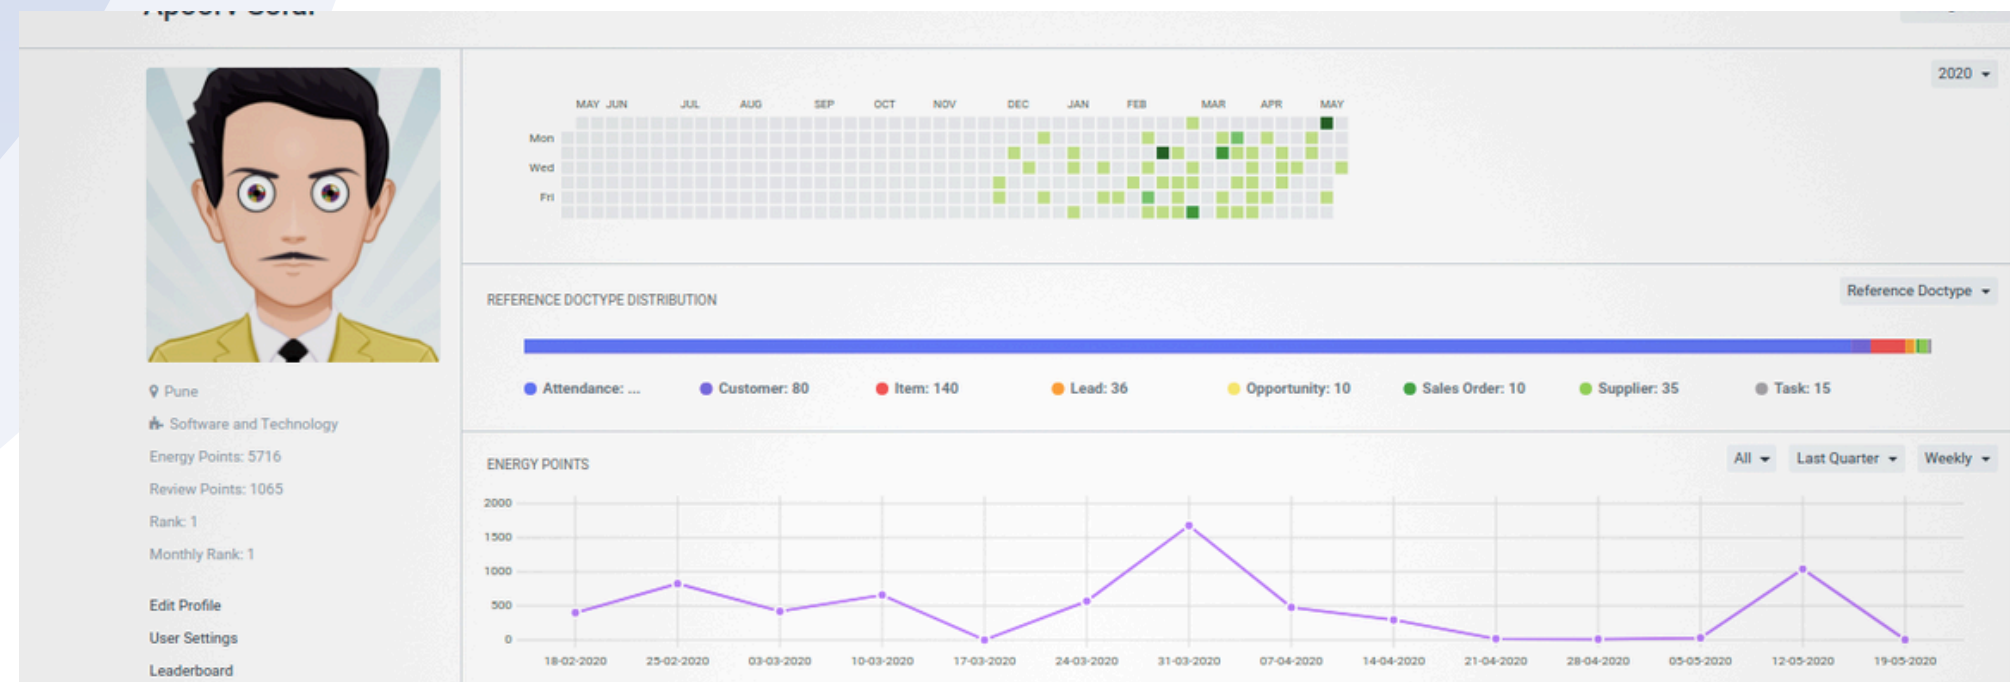 2020
MAY JUN JUL AUG SEP OCT NOV DEC JAN FEB MAR APR MAY
Mon
Wed
Fri
REFERENCE DOCTYPE DISTRIBUTION
Reference Doctype
Attendance: ...
Customer: 80
Item: 140
Lead: 36
Opportunity: 10
Sales Order: 10
Supplier: 35
Task: 15
Pune
Software and Technology
Energy Points: 5716
Review Points: 1065
Rank: 1
Monthly Rank: 1
Edit Profile
User Settings
Leaderboard
ENERGY POINTS
All
Last Quarter
Weekly
2000
1500
1000
500
0
18-02-2020 25-02-2020 03-03-2020 10-03-2020 17-03-2020 24-03-2020 31-03-2020 07-04-2020 14-04-2020 21-04-2020 28-04-2020 05-05-2020 12-05-2020 19-05-2020